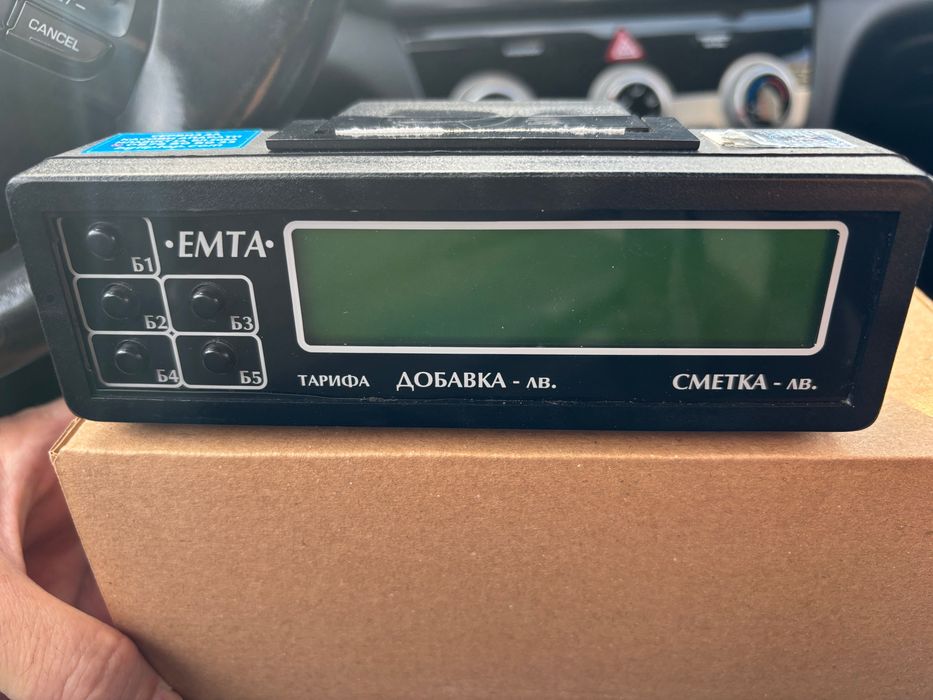 CANCEL
·EMTA·
Б1
Б2
Б3
Б4
Б5
ТАРИФА
ДОБАВКА - лв.
СМЕТКА - лв.